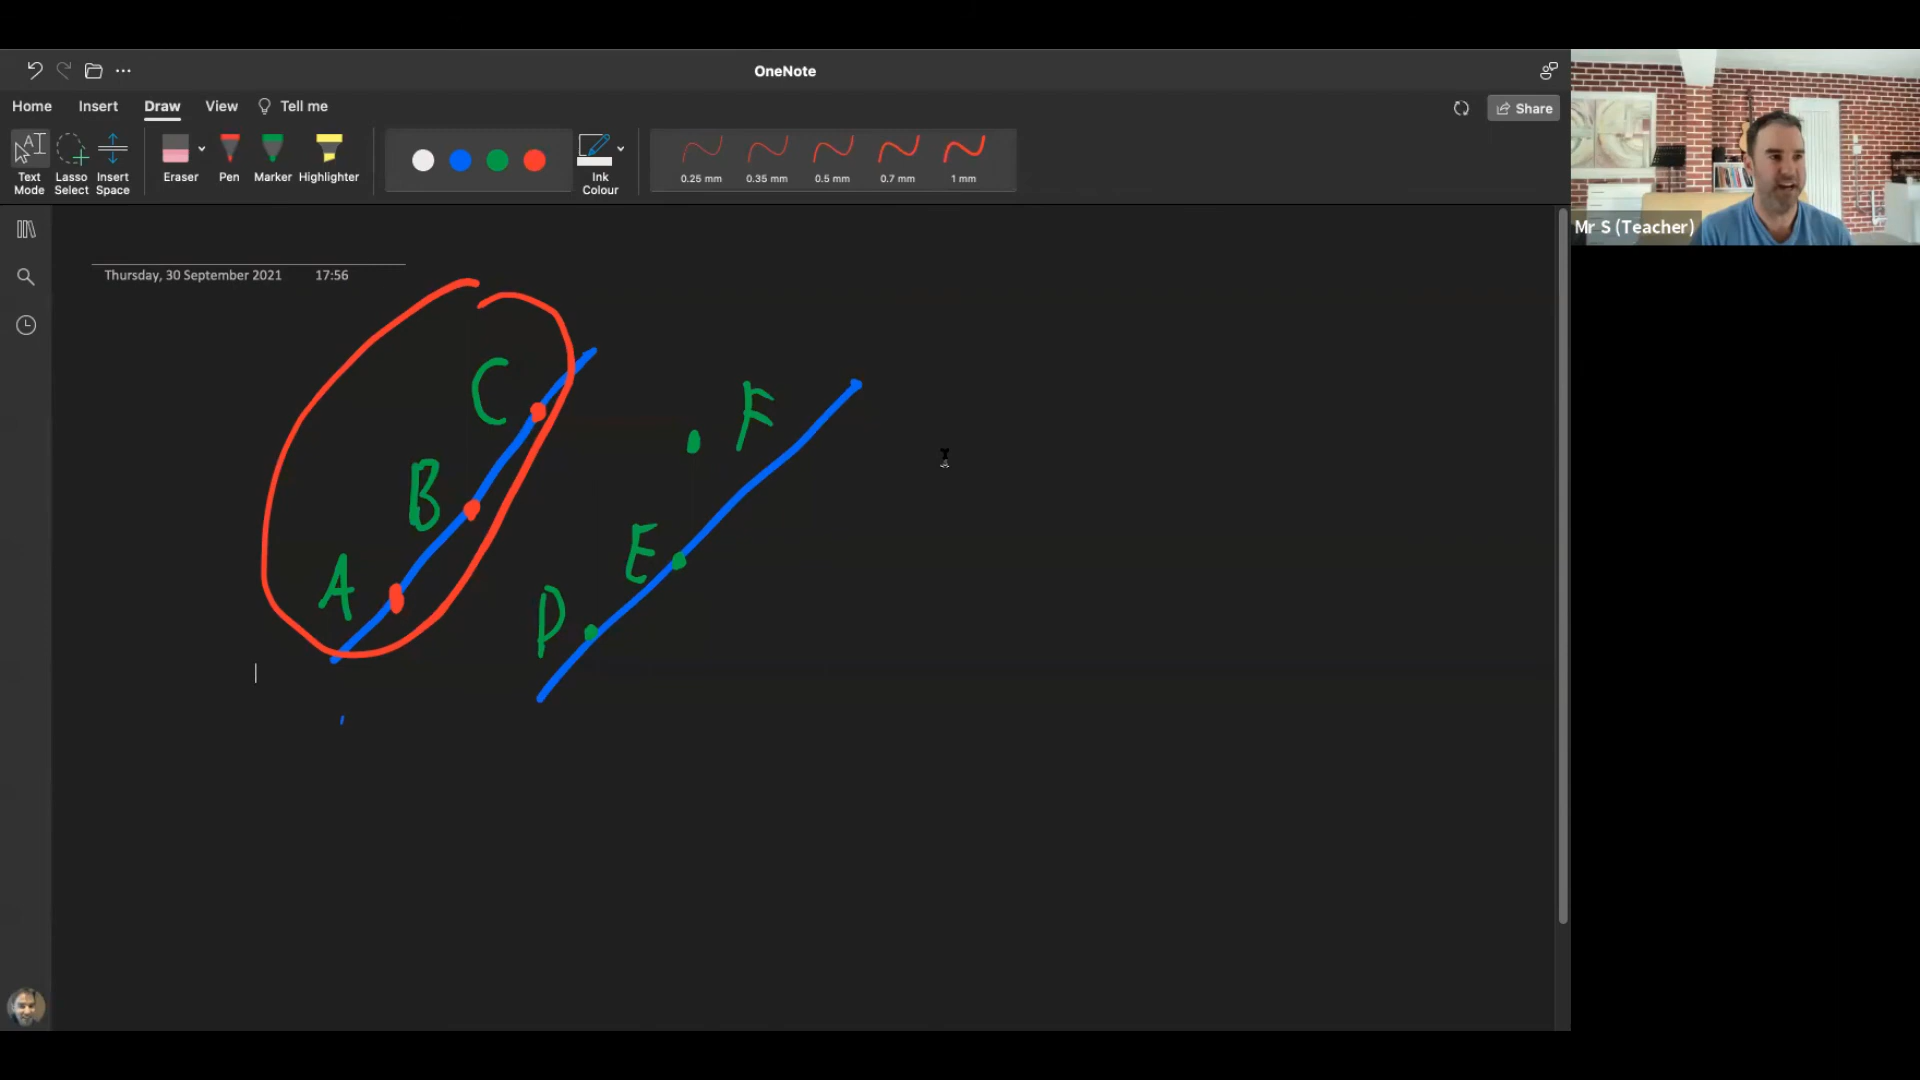 OneNote
Home Insert Draw View Tell me
Share
Text Mode
Lasso Select
Insert Space
Eraser
Pen
Marker
Highlighter
Ink Colour
0.25 mm 0.35 mm 0.5 mm 0.7 mm 1 mm
Mr S (Teacher)
Thursday, 30 September 2021 17:56
C
F
B
E
A
D